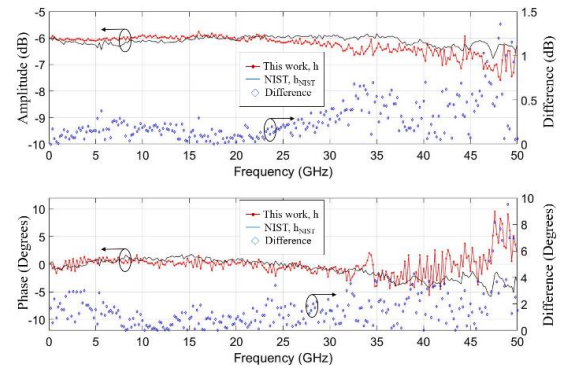 -5
-6
-7
-8
-9
-10
Amplitude (dB)
1.5
1
0.5
0
Difference (dB)
This work, h
NIST, hNIST
Difference
0 5 10 15 20 25 30 35 40 45 50
Frequency (GHz)
10
5
0
-5
-10
Phase (Degrees)
10
8
6
4
2
0
Difference (Degrees)
This work, h
NIST, hNIST
Difference
0 5 10 15 20 25 30 35 40 45 50
Frequency (GHz)